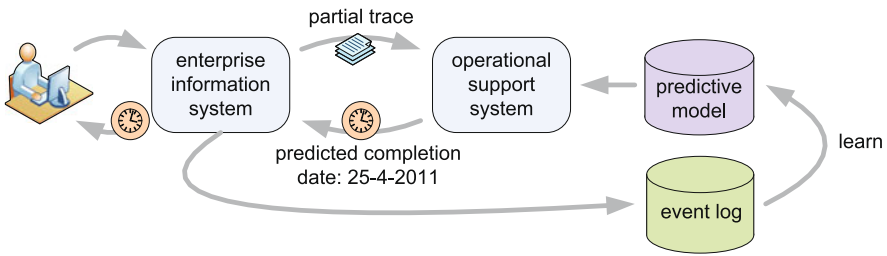 partial trace
enterprise
information
system
operational
support
system
predictive
model
predicted completion
date: 25-4-2011
learn
event log